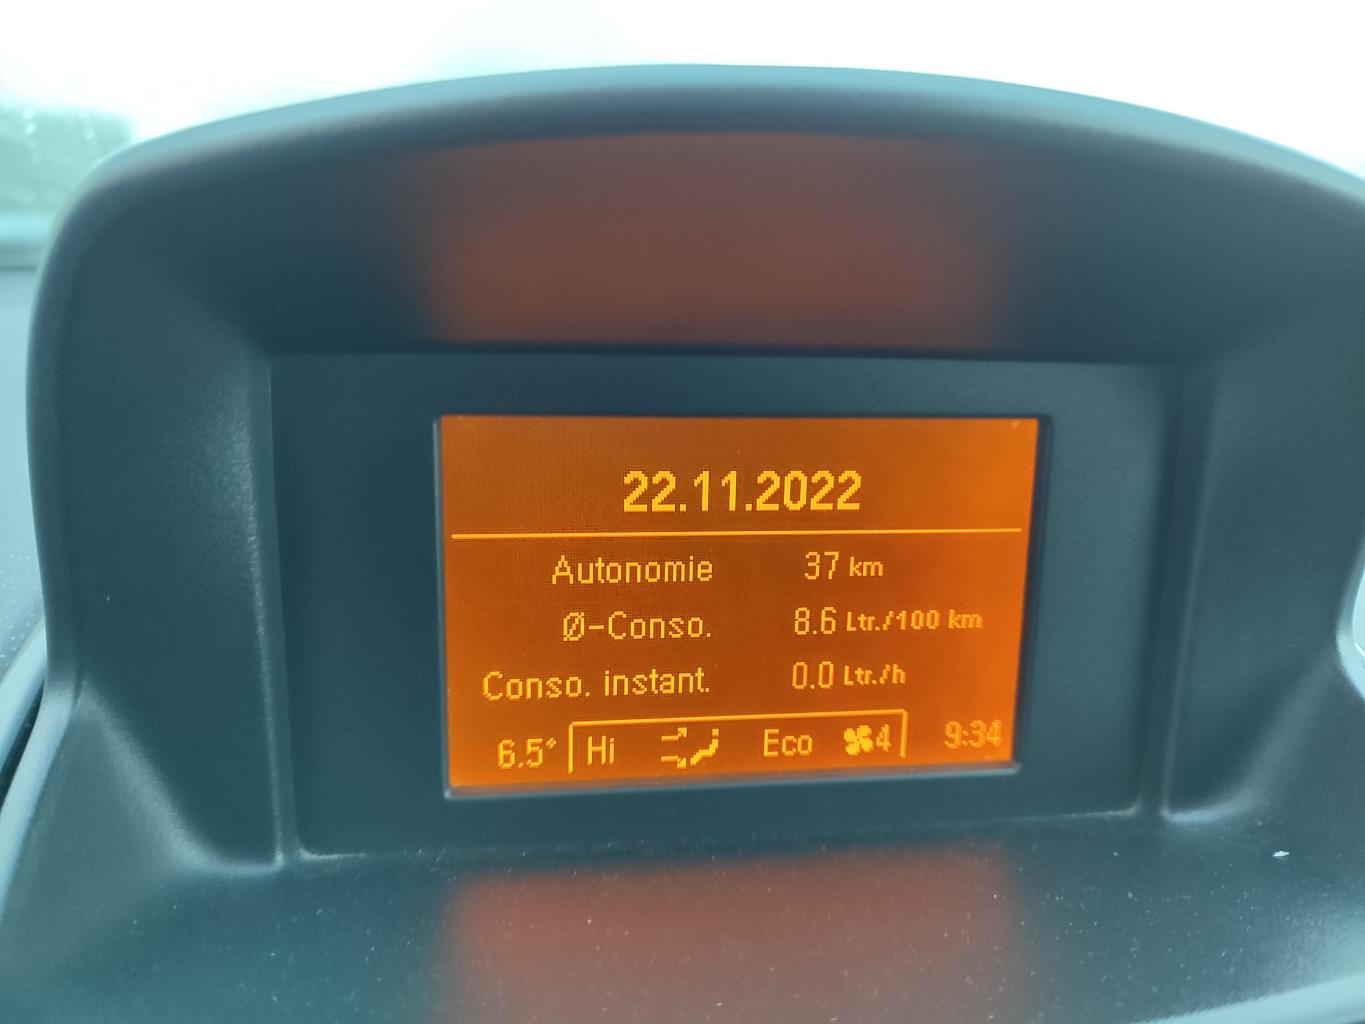 22.11.2022
Autonomie 37 km
Ø-Conso. 8.6 Ltr./100 km
Conso. instant. 0.0 Ltr./h
6.5° Hi Eco 4 9:34